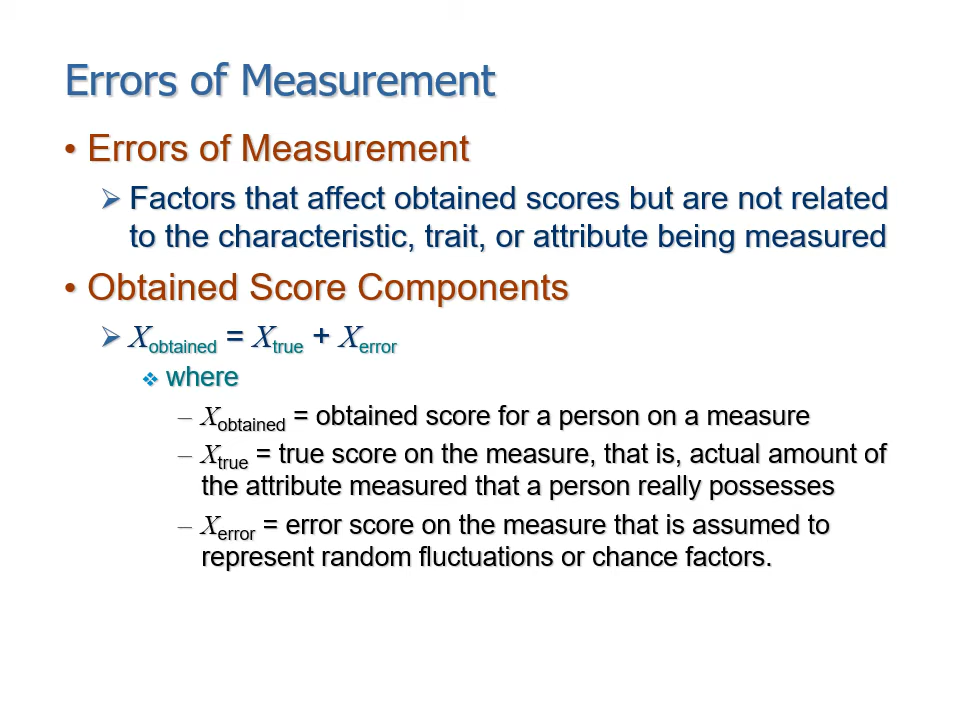 Errors of Measurement
• Errors of Measurement
➢ Factors that affect obtained scores but are not related
to the characteristic, trait, or attribute being measured
• Obtained Score Components
➢ Xobtained = Xtrue + Xerror
❖ where
– Xobtained = obtained score for a person on a measure
– Xtrue = true score on the measure, that is, actual amount of
the attribute measured that a person really possesses
– Xerror = error score on the measure that is assumed to
represent random fluctuations or chance factors.